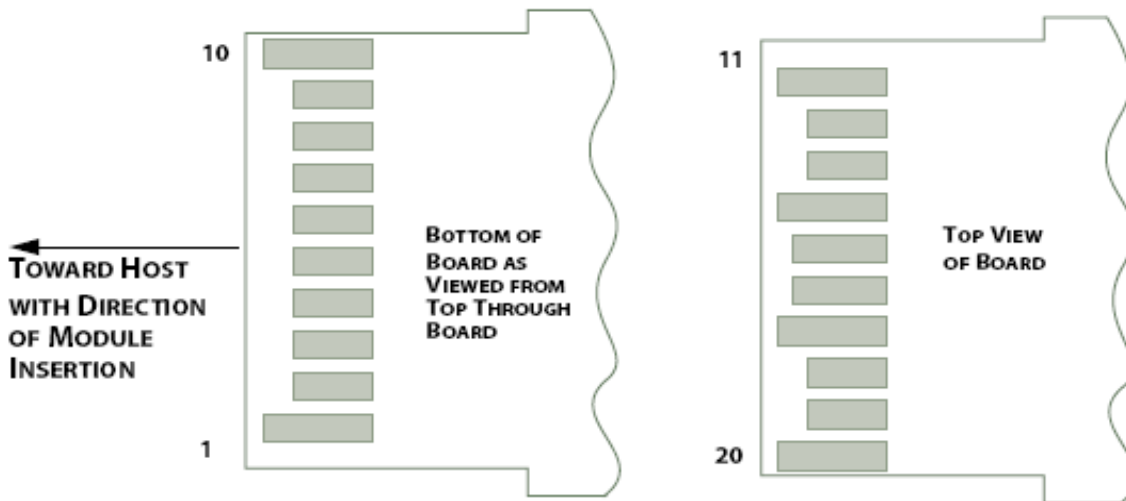 10
TOWARD HOST
WITH DIRECTION
OF MODULE
INSERTION
1
BOTTOM OF
BOARD AS
VIEWED FROM
TOP THROUGH
BOARD
11
TOP VIEW
OF BOARD
20